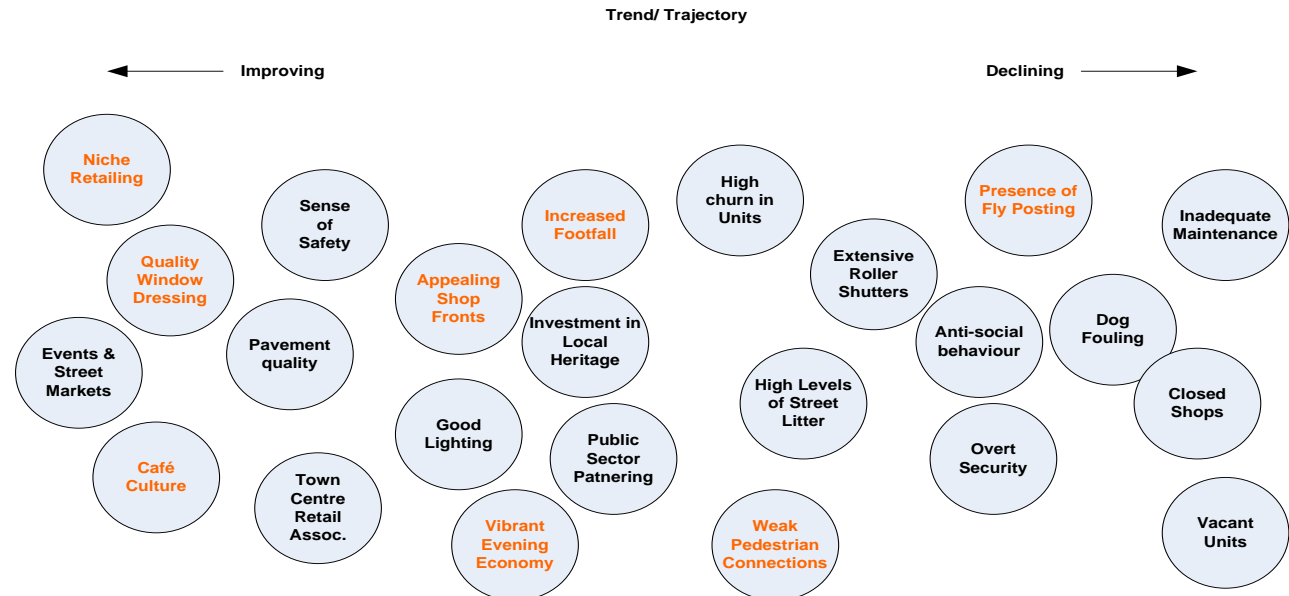 Trend/ Trajectory
Improving
Declining
Niche
Retailing
Sense
of
Safety
Increased
Footfall
High
churn in
Units
Presence of
Fly Posting
Inadequate
Maintenance
Quality
Window
Dressing
Appealing
Shop
Fronts
Extensive
Roller
Shutters
Events &
Street
Markets
Pavement
quality
Investment in
Local
Heritage
Anti-social
behaviour
Dog
Fouling
High Levels
of Street
Litter
Closed
Shops
Good
Lighting
Public
Sector
Patnering
Overt
Security
Café
Culture
Town
Centre
Retail
Assoc.
Vibrant
Evening
Economy
Weak
Pedestrian
Connections
Vacant
Units